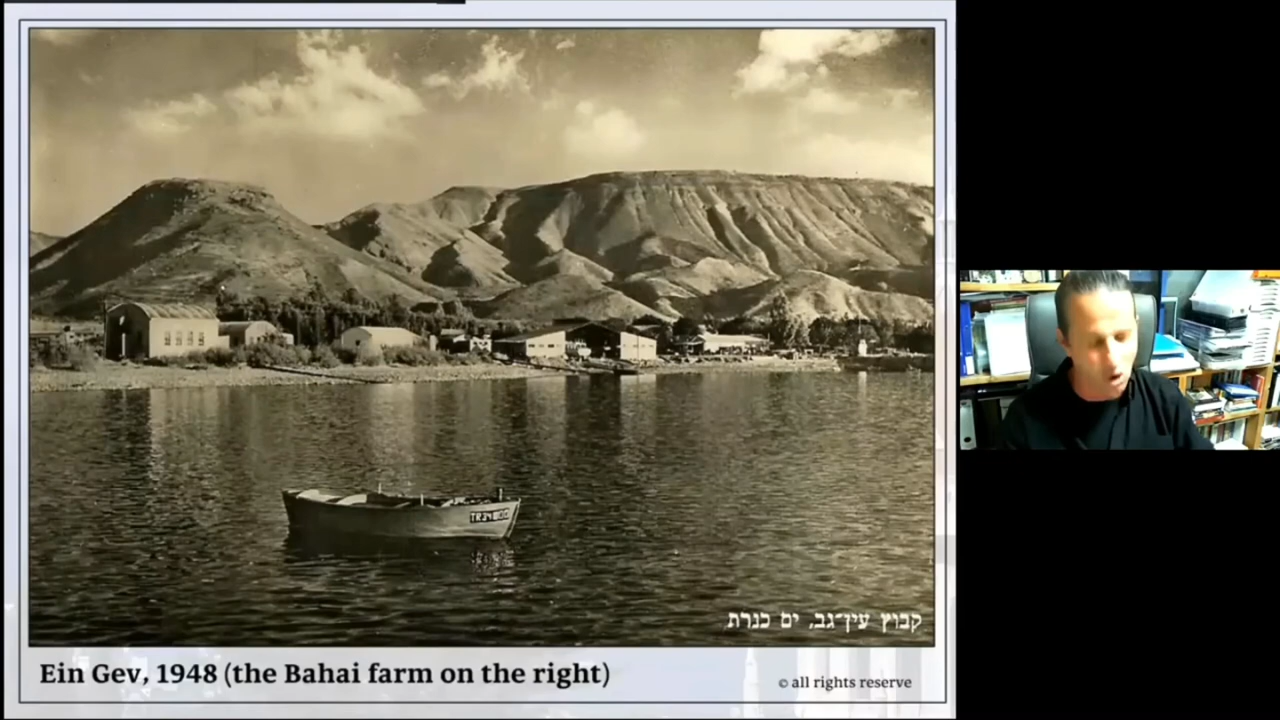 קבוץ עין־גב, ים כנרת
Ein Gev, 1948 (the Bahai farm on the right)
© all rights reserve